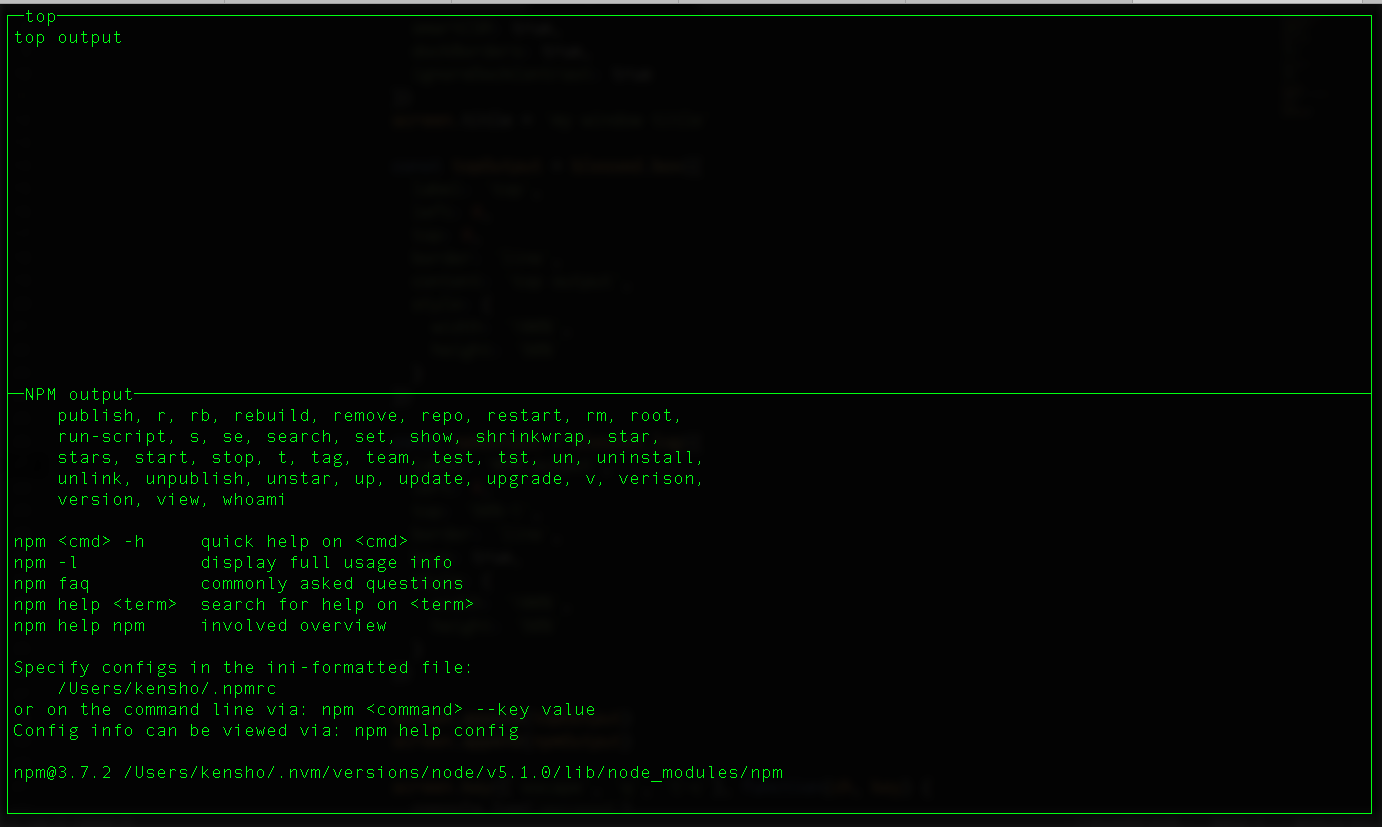 top
top output
NPM output
publish, r, rb, rebuild, remove, repo, restart, rm, root,
run-script, s, se, search, set, show, shrinkwrap, star,
stars, start, stop, t, tag, team, test, tst, un, uninstall,
unlink, unpublish, unstar, up, update, upgrade, v, verison,
version, view, whoami
npm <cmd> -h     quick help on <cmd>
npm -l           display full usage info
npm faq          commonly asked questions
npm help <term>  search for help on <term>
npm help npm     involved overview
Specify configs in the ini-formatted file:
/Users/kensho/.npmrc
or on the command line via: npm <command> --key value
Config info can be viewed via: npm help config
npm@3.7.2 /Users/kensho/.nvm/versions/node/v5.1.0/lib/node_modules/npm